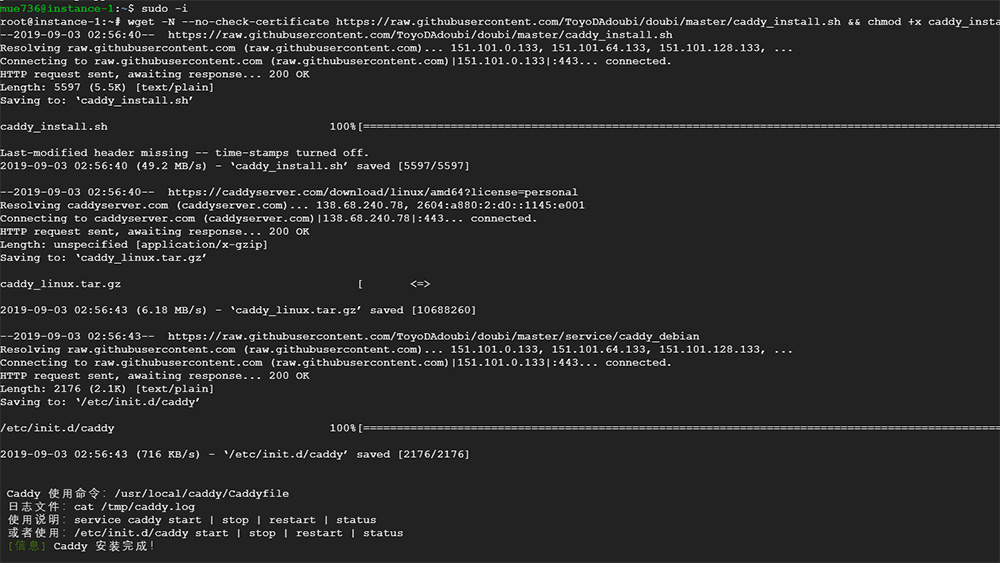 mue736@instance-1:~$ sudo -i
root@instance-1:~# wget -N --no-check-certificate https://raw.githubusercontent.com/ToyoDAdoubi/doubi/master/caddy_install.sh && chmod +x caddy_insta
--2019-09-03 02:56:40--  https://raw.githubusercontent.com/ToyoDAdoubi/doubi/master/caddy_install.sh
Resolving raw.githubusercontent.com (raw.githubusercontent.com)... 151.101.0.133, 151.101.64.133, 151.101.128.133, ...
Connecting to raw.githubusercontent.com (raw.githubusercontent.com)|151.101.0.133|:443... connected.
HTTP request sent, awaiting response... 200 OK
Length: 5597 (5.5K) [text/plain]
Saving to: ‘caddy_install.sh’
caddy_install.sh 100%[==================================================================================================
Last-modified header missing -- time-stamps turned off.
2019-09-03 02:56:40 (49.2 MB/s) - ‘caddy_install.sh’ saved [5597/5597]
--2019-09-03 02:56:40--  https://caddyserver.com/download/linux/amd64?license=personal
Resolving caddyserver.com (caddyserver.com)... 138.68.240.78, 2604:a880:2:d0::1145:e001
Connecting to caddyserver.com (caddyserver.com)|138.68.240.78|:443... connected.
HTTP request sent, awaiting response... 200 OK
Length: unspecified [application/x-gzip]
Saving to: ‘caddy_linux.tar.gz’
caddy_linux.tar.gz [ <=>
2019-09-03 02:56:43 (6.18 MB/s) - ‘caddy_linux.tar.gz’ saved [10688260]
--2019-09-03 02:56:43--  https://raw.githubusercontent.com/ToyoDAdoubi/doubi/master/service/caddy_debian
Resolving raw.githubusercontent.com (raw.githubusercontent.com)... 151.101.0.133, 151.101.64.133, 151.101.128.133, ...
Connecting to raw.githubusercontent.com (raw.githubusercontent.com)|151.101.0.133|:443... connected.
HTTP request sent, awaiting response... 200 OK
Length: 2176 (2.1K) [text/plain]
Saving to: ‘/etc/init.d/caddy’
/etc/init.d/caddy 100%[==================================================================================================
2019-09-03 02:56:43 (716 KB/s) - ‘/etc/init.d/caddy’ saved [2176/2176]
Caddy 使用命令：/usr/local/caddy/Caddyfile
日志文件：cat /tmp/caddy.log
使用说明：service caddy start | stop | restart | status
或者使用：/etc/init.d/caddy start | stop | restart | status
[信息] Caddy 安装完成！